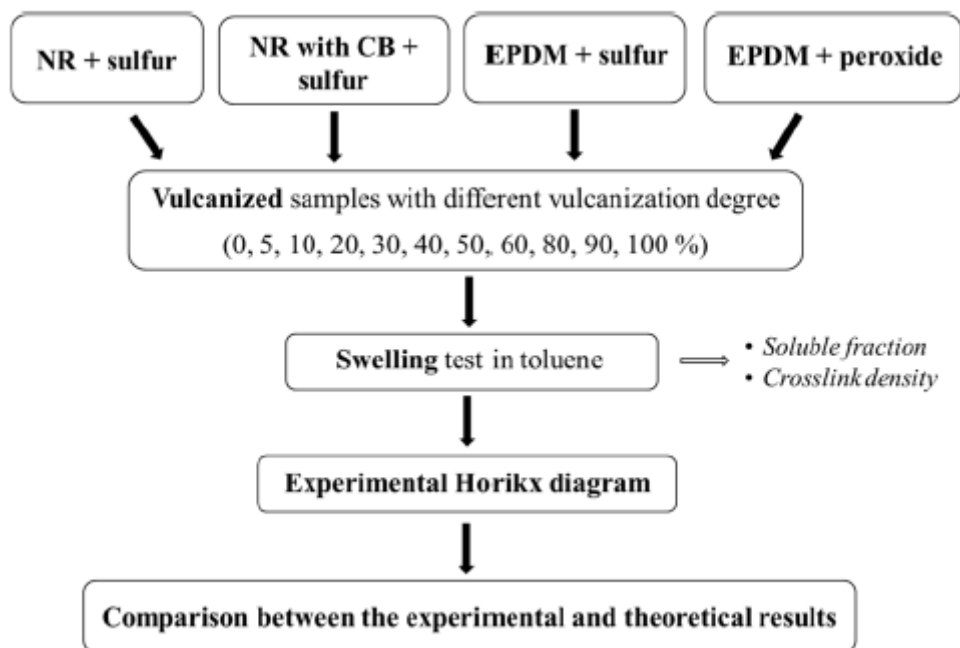 NR + sulfur
NR with CB +
sulfur
EPDM + sulfur
EPDM + peroxide
Vulcanized samples with different vulcanization degree
(0, 5, 10, 20, 30, 40, 50, 60, 80, 90, 100 %)
Swelling test in toluene
• Soluble fraction
• Crosslink density
Experimental Horikx diagram
Comparison between the experimental and theoretical results